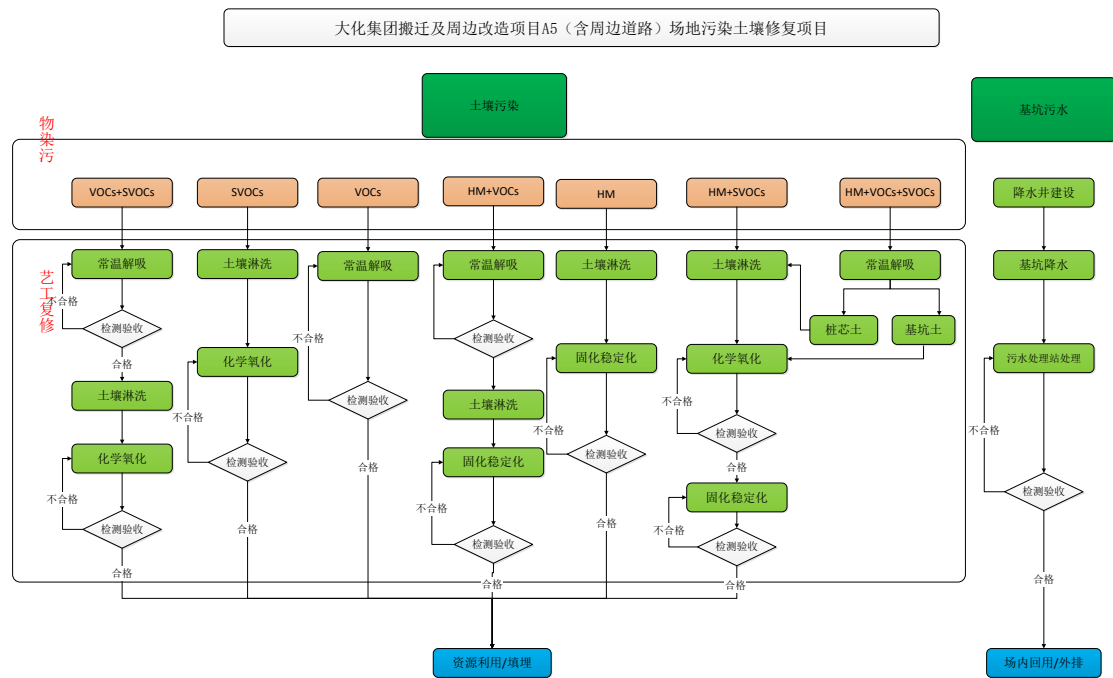 大化集团搬迁及周边改造项目A5（含周边道路）场地污染土壤修复项目
土壤污染
基坑污水
物染污
VOCs+SVOCs
SVOCs
VOCs
HM+VOCs
HM
HM+SVOCs
HM+VOCs+SVOCs
降水井建设
艺工复修
常温解吸
土壤淋洗
常温解吸
常温解吸
土壤淋洗
土壤淋洗
常温解吸
基坑降水
不合格
检测验收
合格
土壤淋洗
化学氧化
不合格
检测验收
合格
化学氧化
不合格
检测验收
合格
不合格
检测验收
合格
不合格
检测验收
合格
土壤淋洗
固化稳定化
不合格
检测验收
合格
固化稳定化
不合格
检测验收
合格
桩芯土
基坑土
化学氧化
不合格
检测验收
合格
固化稳定化
不合格
检测验收
合格
污水处理站处理
不合格
检测验收
合格
资源利用/填埋
场内回用/外排